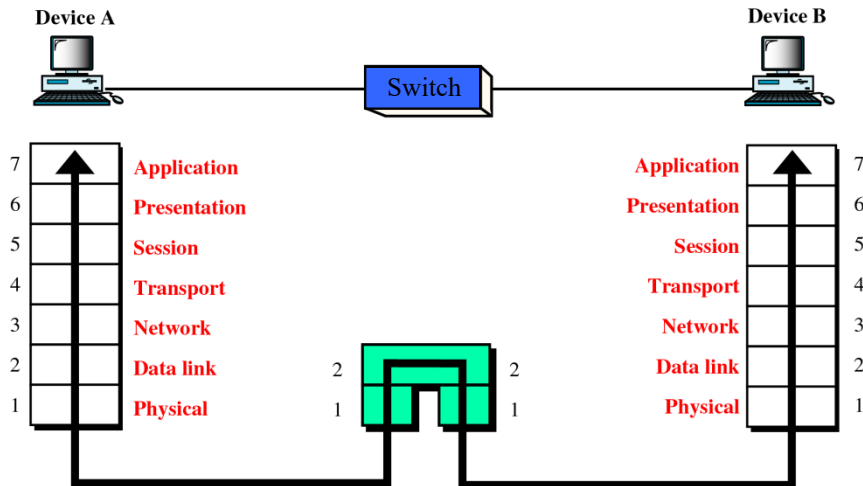 Device A
Device B
Switch
7 Application Application 7
6 Presentation Presentation 6
5 Session Session 5
4 Transport Transport 4
3 Network Network 3
2 Data link 2 2 Data link 2
1 Physical 1 1 Physical 1